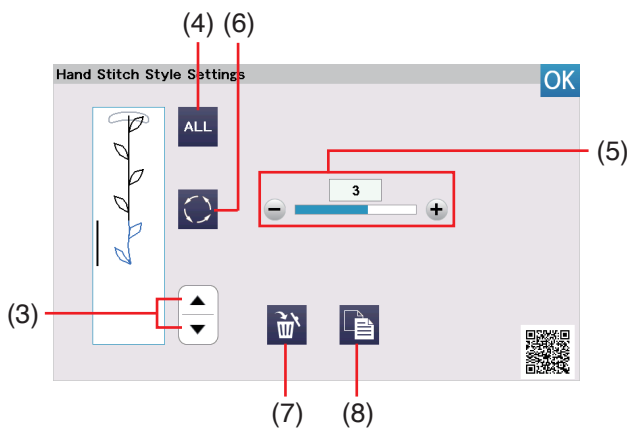 (4) (6)
Hand Stitch Style Settings
OK
ALL
(5)
3
(3)
(7) (8)